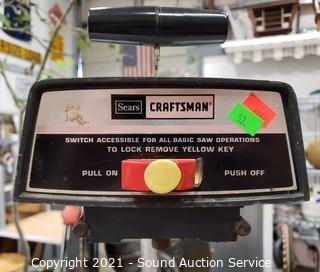 Sears CRAFTSMAN
SWITCH ACCESSIBLE FOR ALL BASIC SAW OPERATIONS
TO LOCK REMOVE YELLOW KEY
PULL ON PUSH OFF
Copyright 2021 - Sound Auction Service